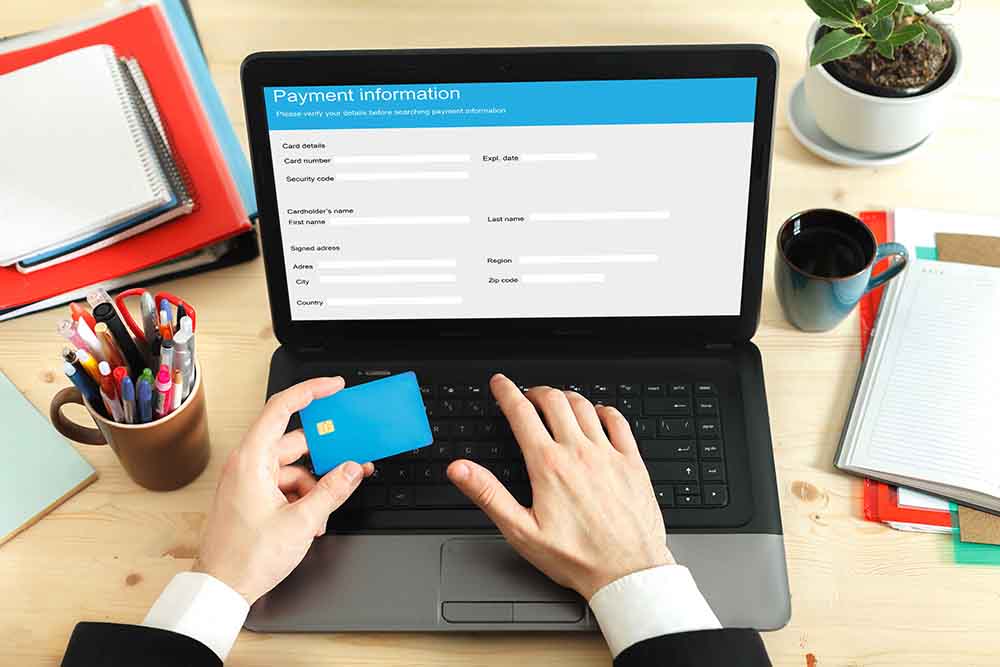 Payment information
Please verify your details before searching payment information
Card details
Card number Expl. date
Security code
Cardholder's name
First name Last name
Signed adress
Adres Region
City Zip code
Country
DATE